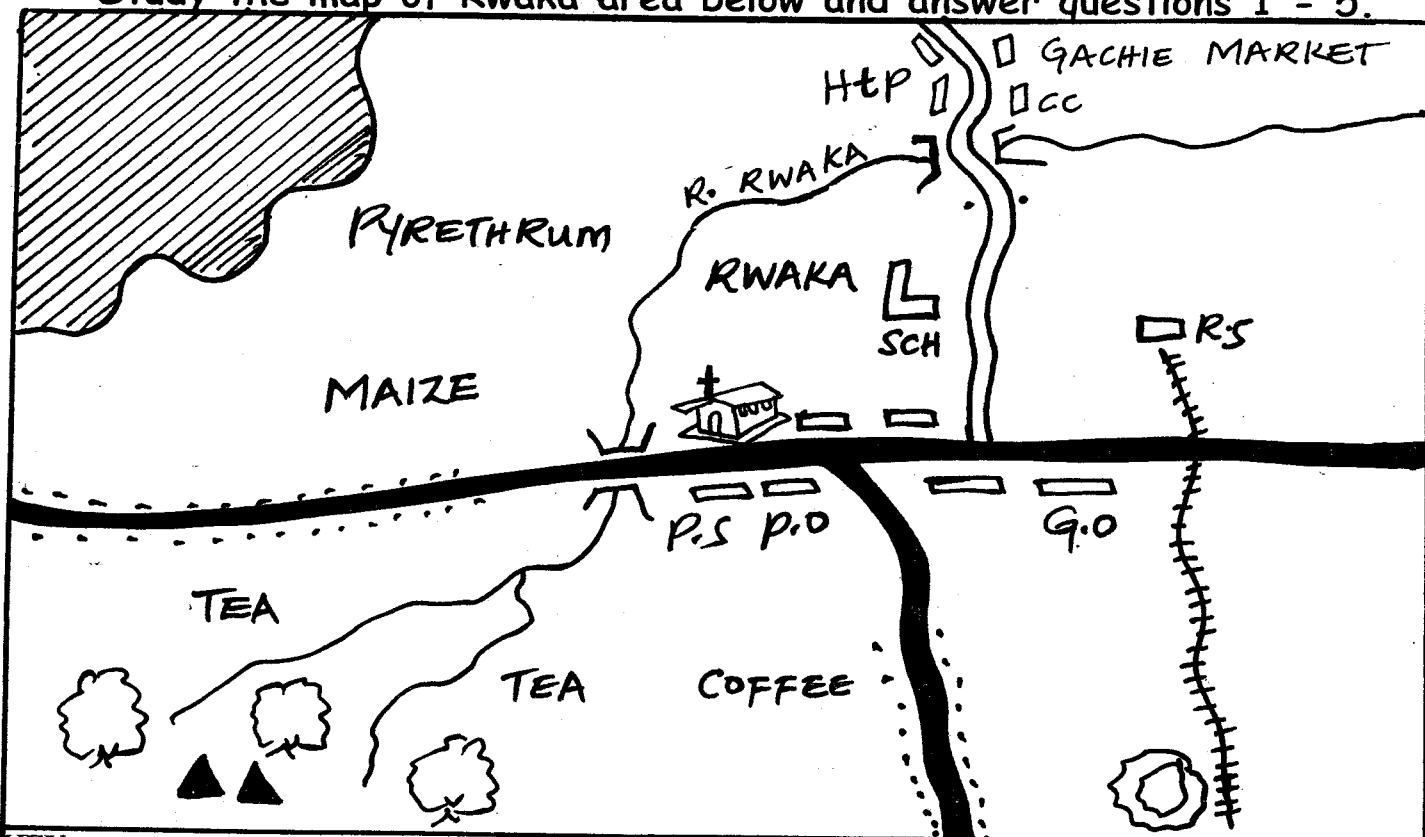 Study the map of Rwaka area below and answer questions 1 - 5.
GACHIE MARKET
HtP
CC
R. RWAKA
PYRETHRUM
RWAKA
SCH
R.S
MAIZE
P.S P.O
G.O
TEA
TEA
COFFEE